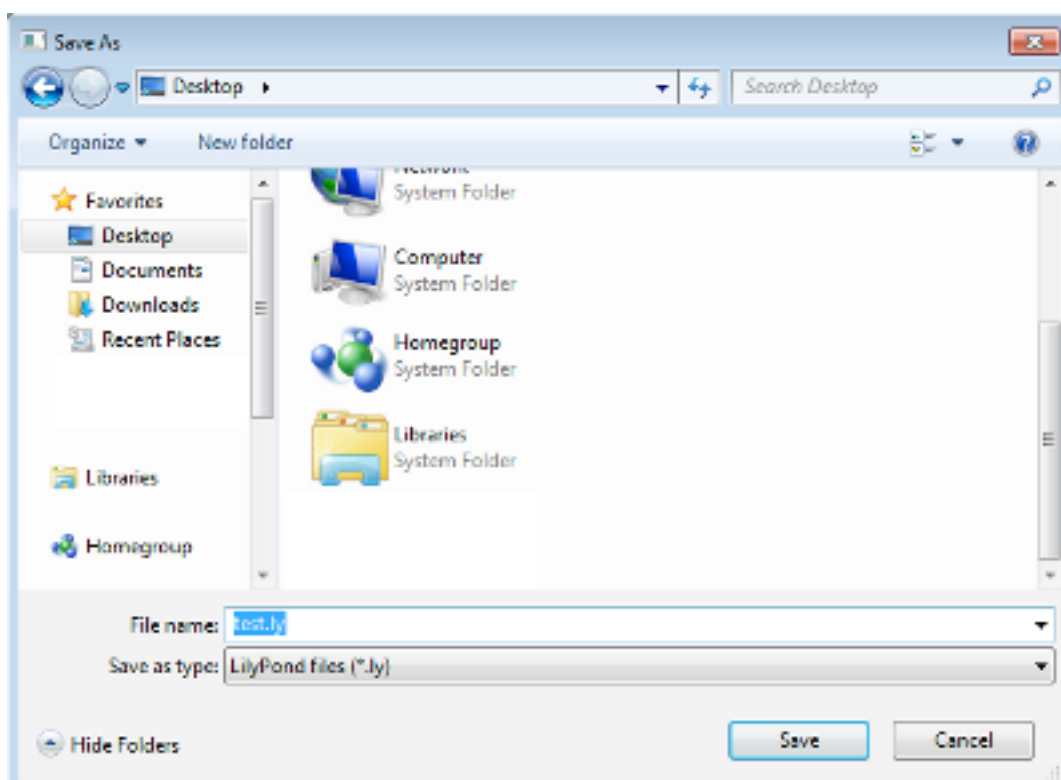 Save As
Desktop
Search Desktop
Organize
New folder
Favorites
Desktop
Documents
Downloads
Recent Places
Libraries
Homegroup
Network
System Folder
Computer
System Folder
Homegroup
System Folder
Libraries
System Folder
File name: test.ly
Save as type: LilyPond files (*.ly)
Hide Folders
Save
Cancel